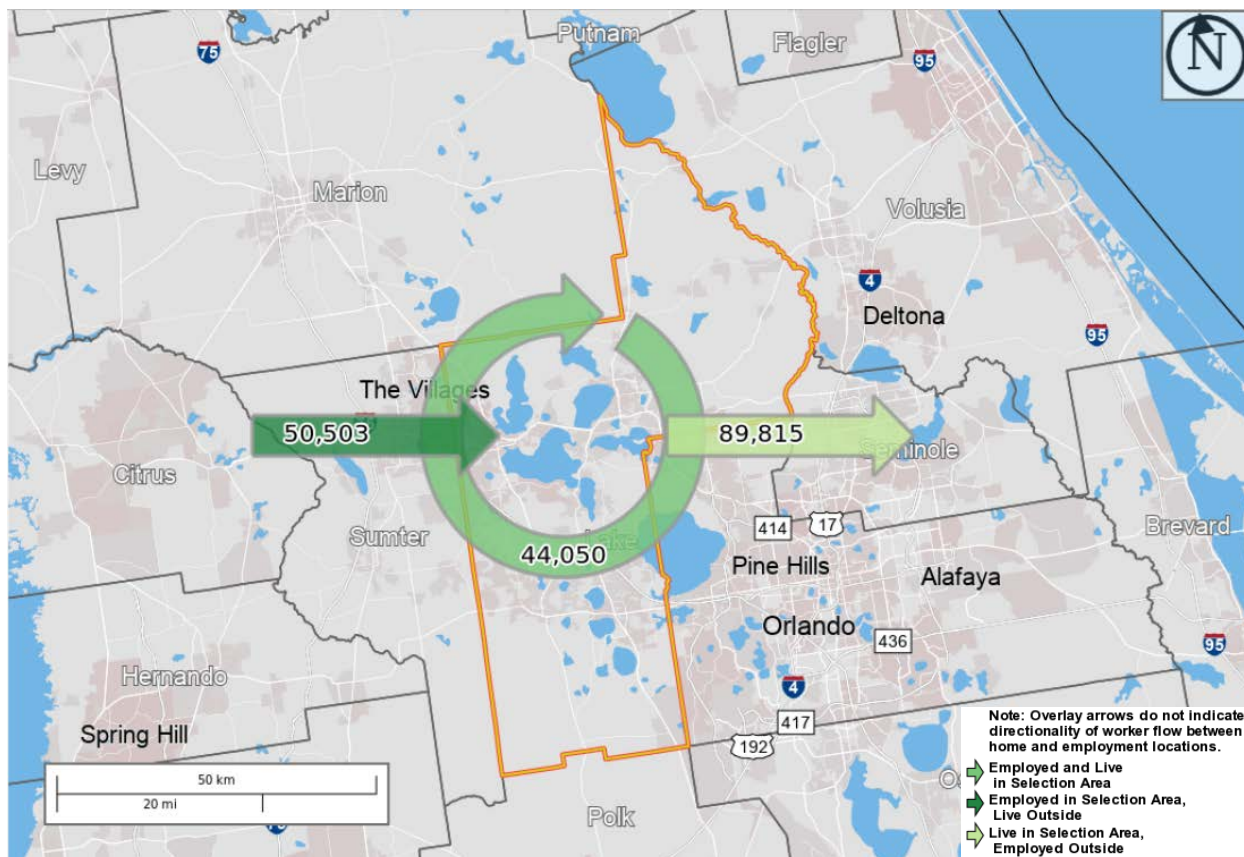 Putnam
Flagler
75
95
N
Levy
Marion
Volusia
4
Deltona
95
The Villages
50,503
89,815
Seminole
Citrus
Sumter
Lake
44,050
414
17
Pine Hills
Alafaya
Brevard
Orlando
436
95
Hernando
4
Spring Hill
417
192
Polk
50 km
20 mi
Note: Overlay arrows do not indicate
directionality of worker flow between
home and employment locations.
Employed and Live
in Selection Area
Employed in Selection Area,
Live Outside
Live in Selection Area,
Employed Outside